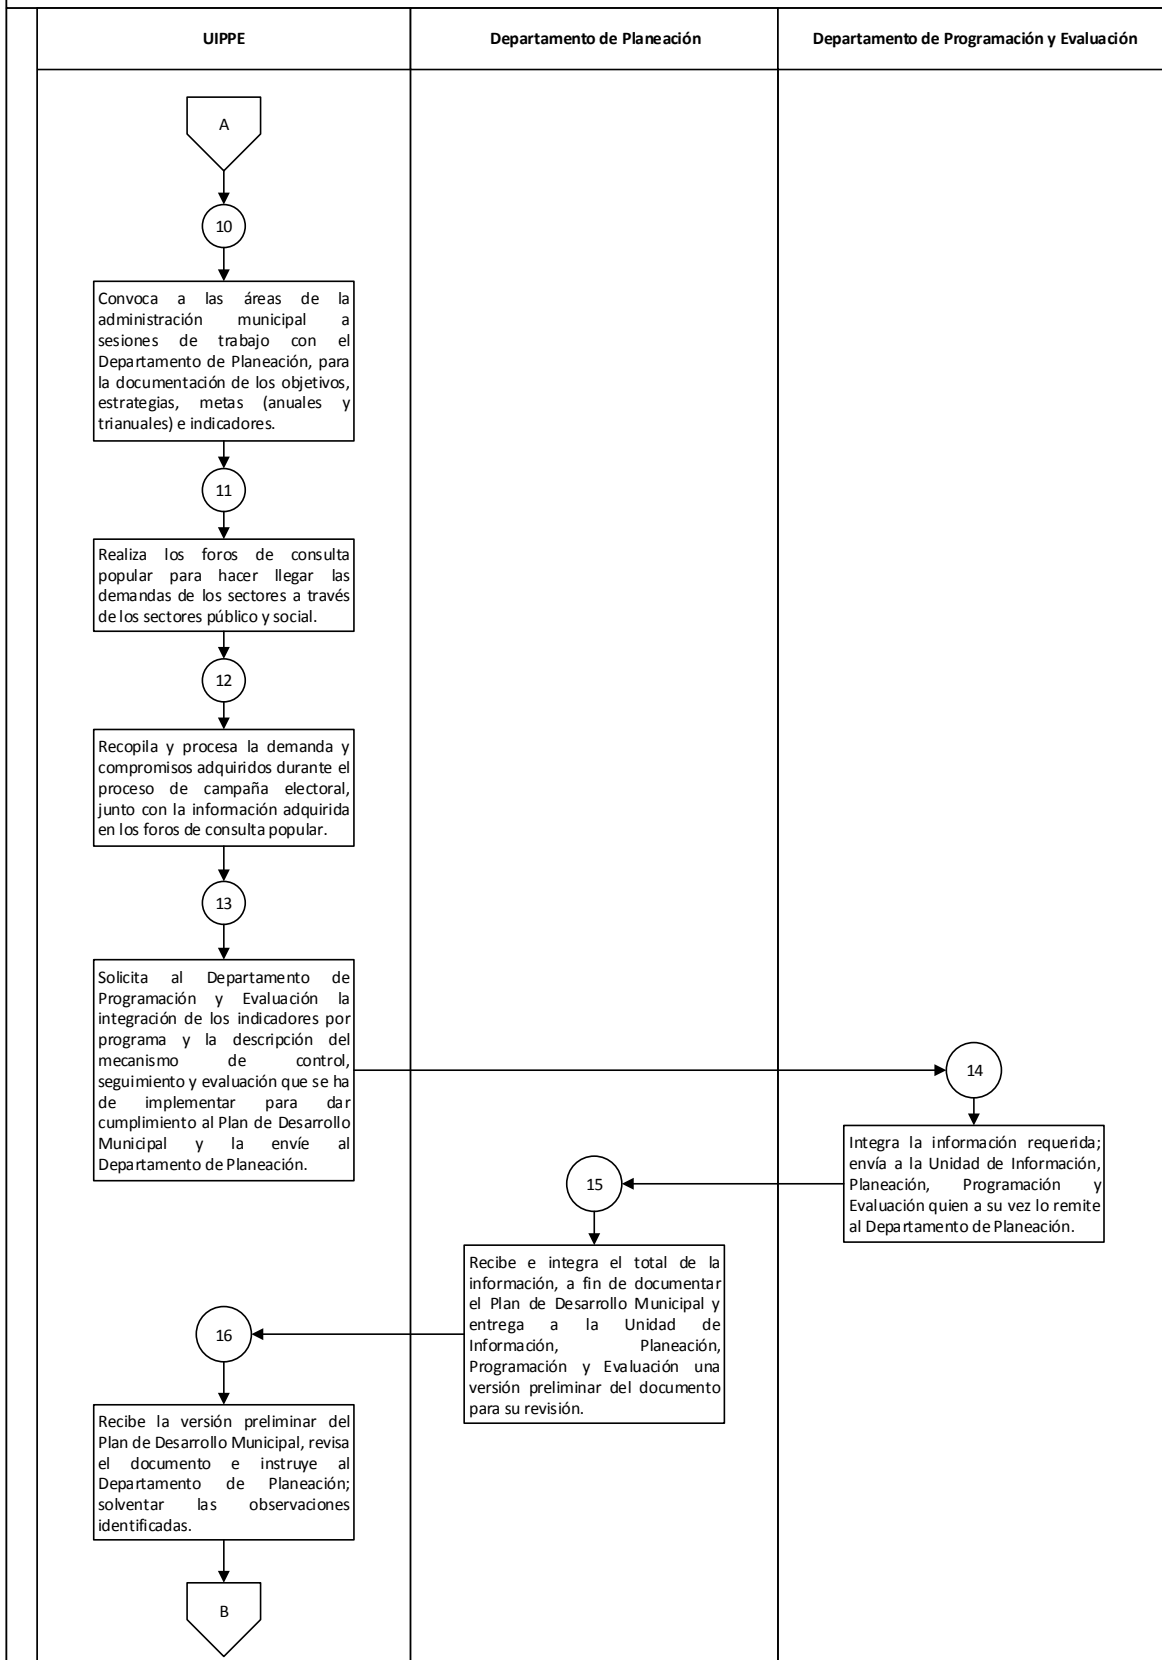 UIPPE
Departamento de Planeación
Departamento de Programación y Evaluación
A
10
Convoca a las áreas de la
administración municipal a
sesiones de trabajo con el
Departamento de Planeación, para
la documentación de los objetivos,
estrategias, metas (anuales y
trianuales) e indicadores.
11
Realiza los foros de consulta
popular para hacer llegar las
demandas de los sectores a través
de los sectores público y social.
12
Recopila y procesa la demanda y
compromisos adquiridos durante el
proceso de campaña electoral,
junto con la información adquirida
en los foros de consulta popular.
13
Solicita al Departamento de
Programación y Evaluación la
integración de los indicadores por
programa y la descripción del
mecanismo de control,
seguimiento y evaluación que se ha
de implementar para dar
cumplimiento al Plan de Desarrollo
Municipal y la envíe al
Departamento de Planeación.
14
Integra la información requerida;
envía a la Unidad de Información,
Planeación, Programación y
Evaluación quien a su vez lo remite
al Departamento de Planeación.
15
Recibe e integra el total de la
información, a fin de documentar
el Plan de Desarrollo Municipal y
entrega a la Unidad de
Información, Planeación,
Programación y Evaluación una
versión preliminar del documento
para su revisión.
16
Recibe la versión preliminar del
Plan de Desarrollo Municipal, revisa
el documento e instruye al
Departamento de Planeación;
solventar las observaciones
identificadas.
B